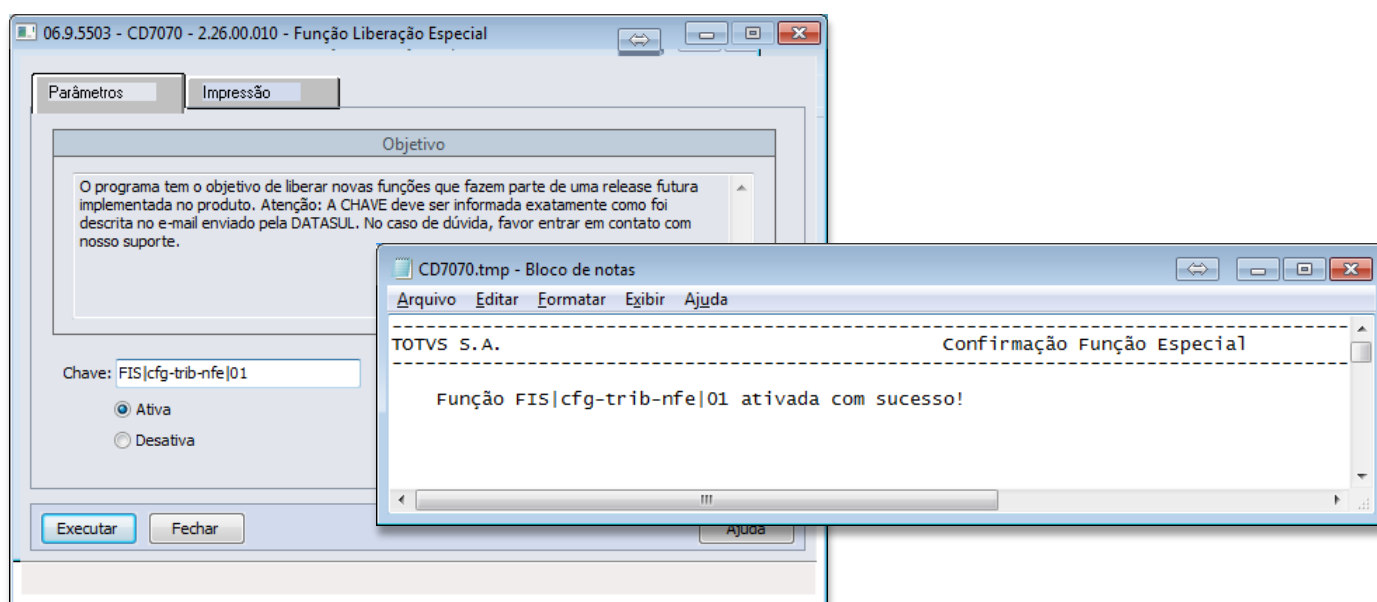 06.9.5503 - CD7070 - 2.26.00.010 - Função Liberação Especial
Parâmetros
Impressão
Objetivo
O programa tem o objetivo de liberar novas funções que fazem parte de uma release futura
implementada no produto. Atenção: A CHAVE deve ser informada exatamente como foi
descrita no e-mail enviado pela DATASUL. No caso de dúvida, favor entrar em contato com
nosso suporte.
Chave: FIS|cfg-trib-nfe|01
Ativa
Desativa
Executar
Fechar
Ajuda
CD7070.tmp - Bloco de notas
Arquivo Editar Formatar Exibir Ajuda
TOTVS S.A. Confirmação Função Especial
Função FIS|cfg-trib-nfe|01 ativada com sucesso!